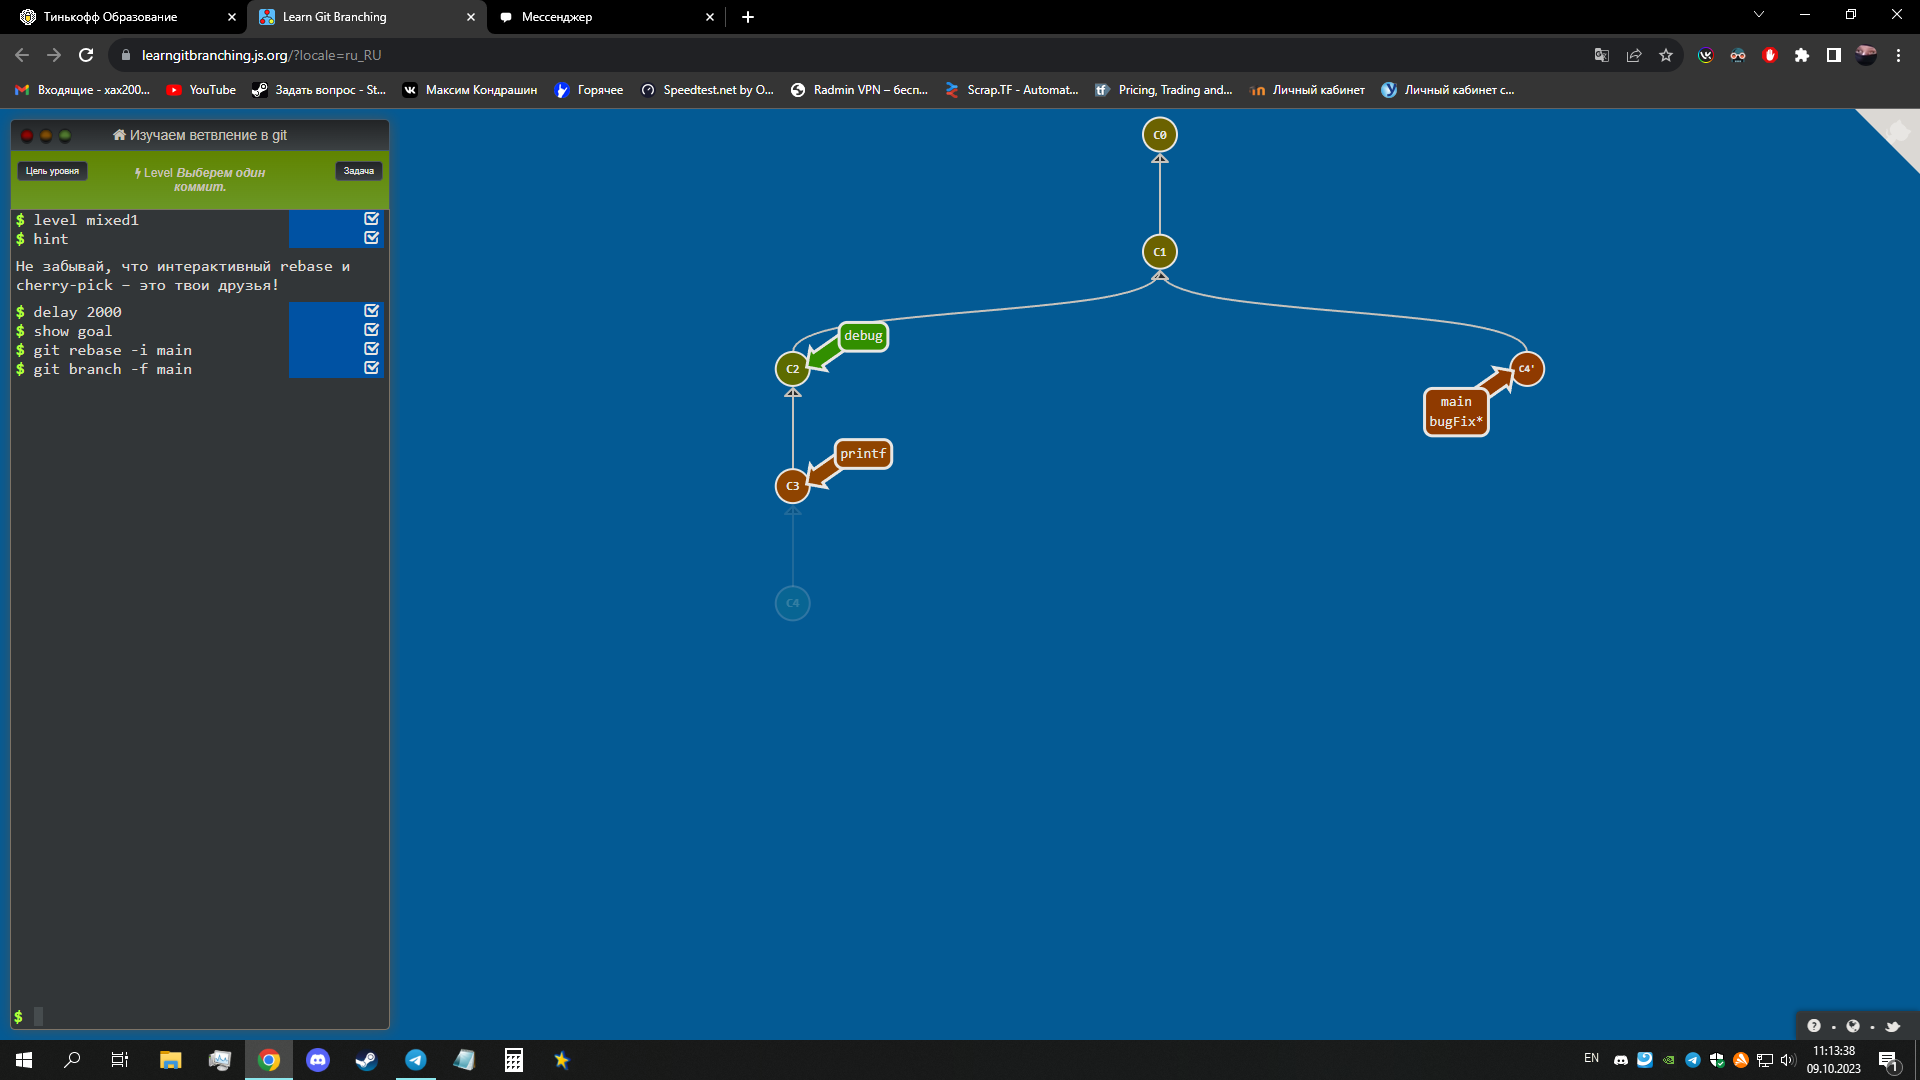 Тинькофф Образование
Learn Git Branching
Мессенджер
learngitbranching.js.org/?locale=ru_RU
Входящие - xax200...
YouTube
Задать вопрос - St...
Максим Кондрашин
Горячее
Speedtest.net by O...
Radmin VPN – бесп...
Scrap.TF - Automat...
Pricing, Trading and...
Личный кабинет
Личный кабинет с...
Изучаем ветвление в git
Цель уровня
Level Выберем один
коммит.
Задача
$ level mixed1
$ hint
Не забывай, что интерактивный rebase и
cherry-pick – это твои друзья!
$ delay 2000
$ show goal
$ git rebase -i main
$ git branch -f main
$
C0
C1
debug
C2
C4'
main
bugFix*
printf
C3
C4
EN
11:13:38
09.10.2023
1